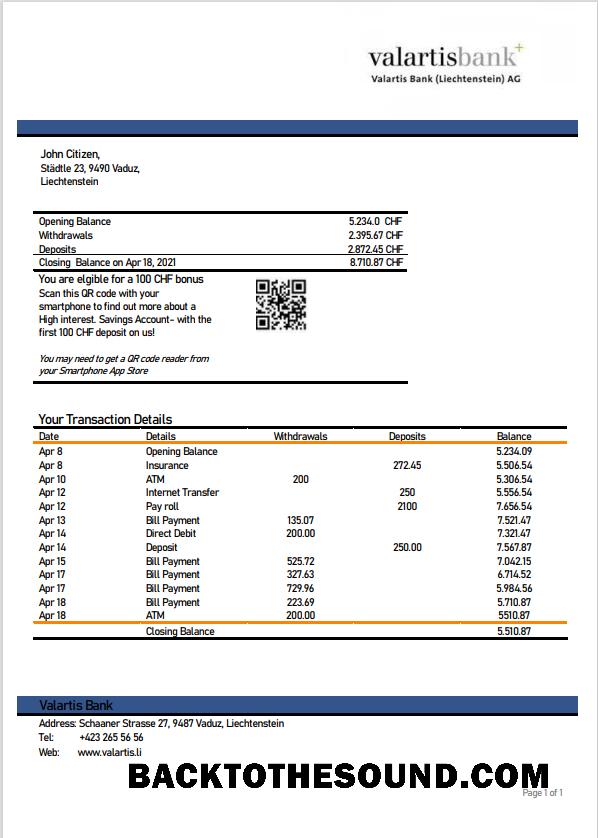 valartisbank+
Valartis Bank (Liechtenstein) AG
John Citizen,
Städtle 23, 9490 Vaduz,
Liechtenstein
Opening Balance 5.234.0 CHF
Withdrawals 2.395.67 CHF
Deposits 2.872.45 CHF
Closing Balance on Apr 18, 2021 8.710.87 CHF
You are elgible for a 100 CHF bonus
Scan this QR code with your
smartphone to find out more about a
High interest. Savings Account- with the
first 100 CHF deposit on us!
You may need to get a QR code reader from
your Smartphone App Store
Your Transaction Details
Date Details Withdrawals Deposits Balance
Apr 8 Opening Balance 5.234.09
Apr 8 Insurance 272.45 5.506.54
Apr 10 ATM 200 5.306.54
Apr 12 Internet Transfer 250 5.556.54
Apr 12 Pay roll 2100 7.656.54
Apr 13 Bill Payment 135.07 7.521.47
Apr 14 Direct Debit 200.00 7.321.47
Apr 14 Deposit 250.00 7.567.87
Apr 15 Bill Payment 525.72 7.042.15
Apr 17 Bill Payment 327.63 6.714.52
Apr 17 Bill Payment 729.96 5.984.56
Apr 18 Bill Payment 223.69 5.710.87
Apr 18 ATM 200.00 5510.87
Closing Balance 5.510.87
Valartis Bank
Address: Schaaner Strasse 27, 9487 Vaduz, Liechtenstein
Tel: +423 265 56 56
Web: www.valartis.li
BACKTOTHESOUND.COM
Page 1 of 1